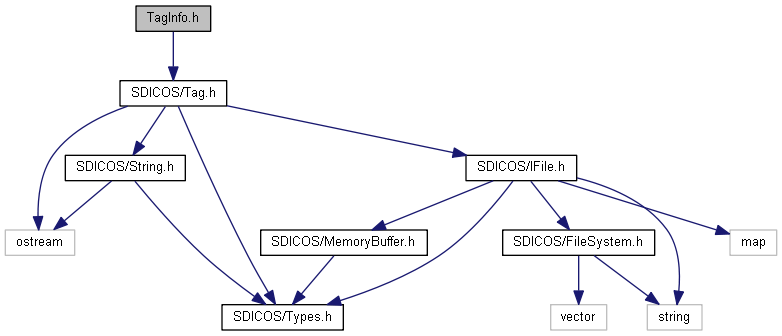 TagInfo.h
SDICOS/Tag.h
SDICOS/String.h
SDICOS/IFile.h
ostream
SDICOS/MemoryBuffer.h
SDICOS/FileSystem.h
map
SDICOS/Types.h
vector
string